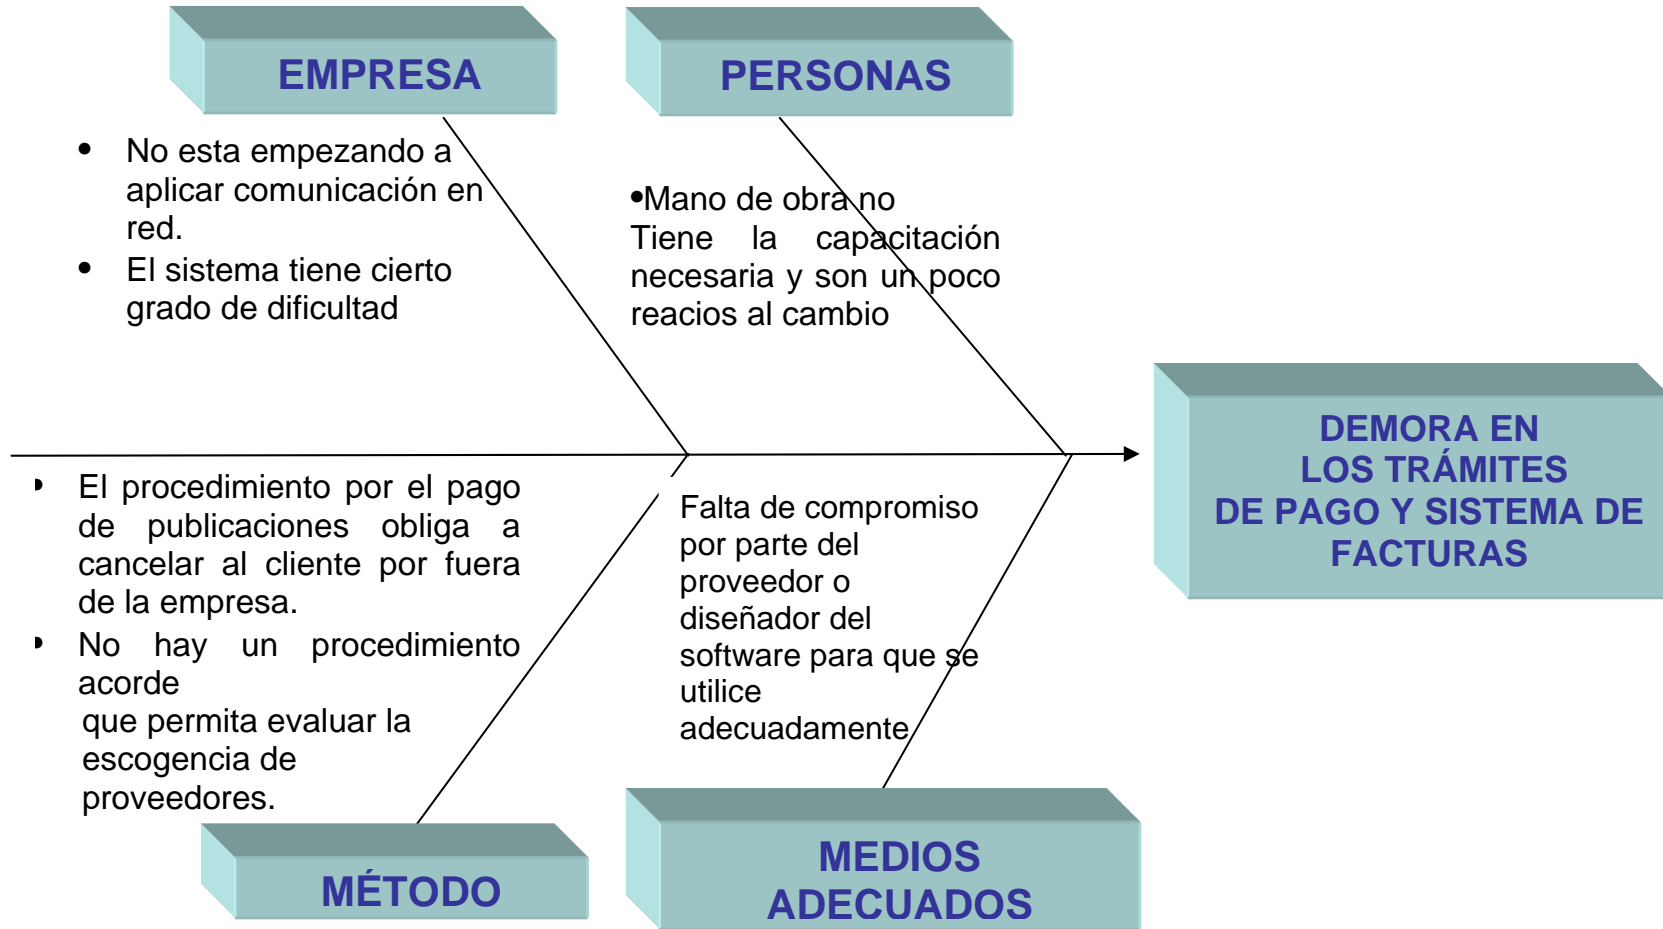 EMPRESA
PERSONAS
No esta empezando a
aplicar comunicación en
red.
El sistema tiene cierto
grado de dificultad
•Mano de obra no
Tiene la capacitación
necesaria y son un poco
reacios al cambio
DEMORA EN
LOS TRÁMITES
DE PAGO Y SISTEMA DE
FACTURAS
El procedimiento por el pago
de publicaciones obliga a
cancelar al cliente por fuera
de la empresa.
No hay un procedimiento
acorde
que permita evaluar la
escogencia de
proveedores.
Falta de compromiso
por parte del
proveedor o
diseñador del
software para que se
utilice
adecuadamente
MÉTODO
MEDIOS
ADECUADOS